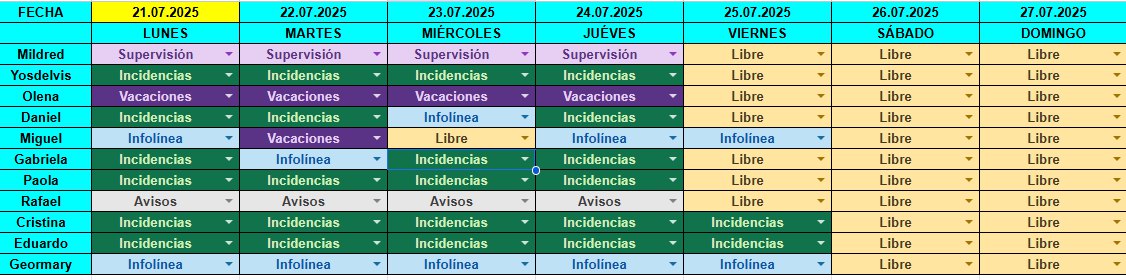 FECHA 21.07.2025 22.07.2025 23.07.2025 24.07.2025 25.07.2025 26.07.2025 27.07.2025
LUNES MARTES MIÉRCOLES JUÉVES VIERNES SÁBADO DOMINGO
Mildred Supervisión Supervisión Supervisión Supervisión Libre Libre Libre
Yosdelvis Incidencias Incidencias Incidencias Incidencias Libre Libre Libre
Olena Vacaciones Vacaciones Vacaciones Vacaciones Libre Libre Libre
Daniel Incidencias Incidencias Infolínea Incidencias Libre Libre Libre
Miguel Infolínea Vacaciones Libre Infolínea Infolínea Libre Libre
Gabriela Incidencias Infolínea Incidencias Incidencias Libre Libre Libre
Paola Incidencias Incidencias Incidencias Incidencias Libre Libre Libre
Rafael Avisos Avisos Avisos Avisos Libre Libre Libre
Cristina Incidencias Incidencias Incidencias Incidencias Incidencias Libre Libre
Eduardo Incidencias Incidencias Incidencias Incidencias Incidencias Libre Libre
Geormary Infolínea Infolínea Infolínea Infolínea Infolínea Libre Libre